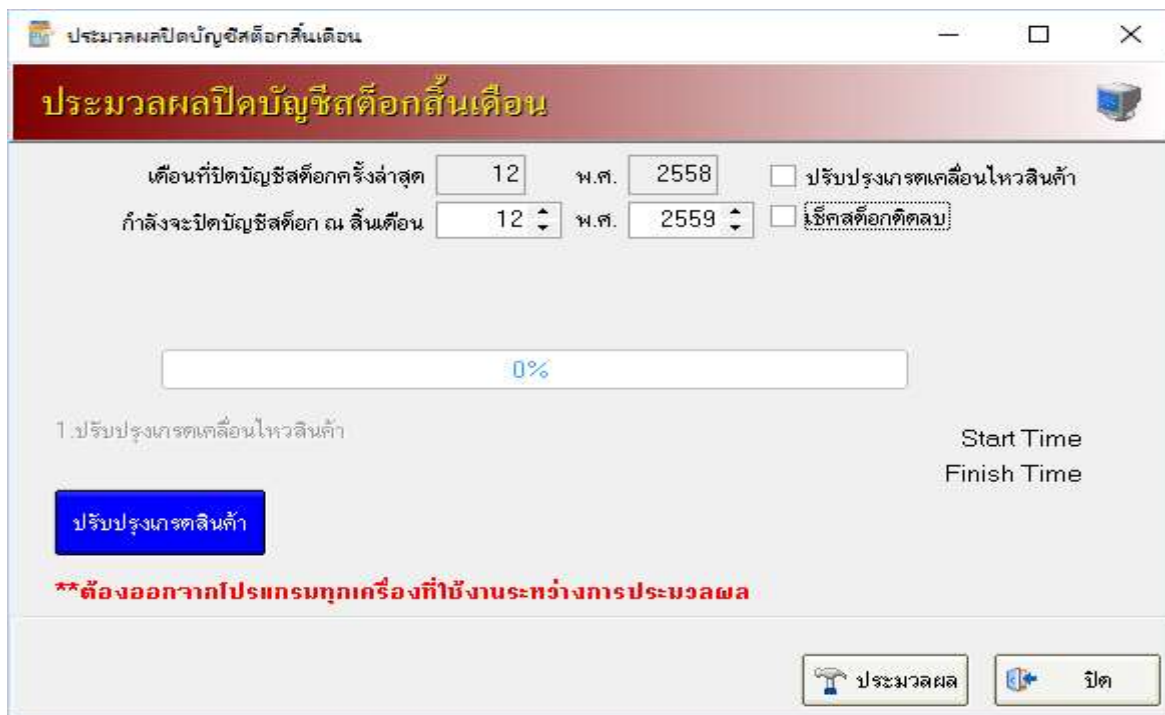 ประมวลผลปิดบัญชีสต็อกสิ้นเดือน
ประมวลผลปิดบัญชีสต็อกสิ้นเดือน
เดือนที่ปิดบัญชีสต็อกครั้งล่าสุด 12 พ.ศ. 2558 ปรับปรุงเกรดเคลื่อนไหวสินค้า
กำลังจะปิดบัญชีสต็อก ณ สิ้นเดือน 12 พ.ศ. 2559 เช็คสต็อกติดลบ
0%
1.ปรับปรุงเกรดเคลื่อนไหวสินค้า
Start Time
Finish Time
ปรับปรุงเกรดสินค้า
**ต้องออกจากโปรแกรมทุกเครื่องที่ใช้งานระหว่างการประมวลผล
ประมวลผล ปิด